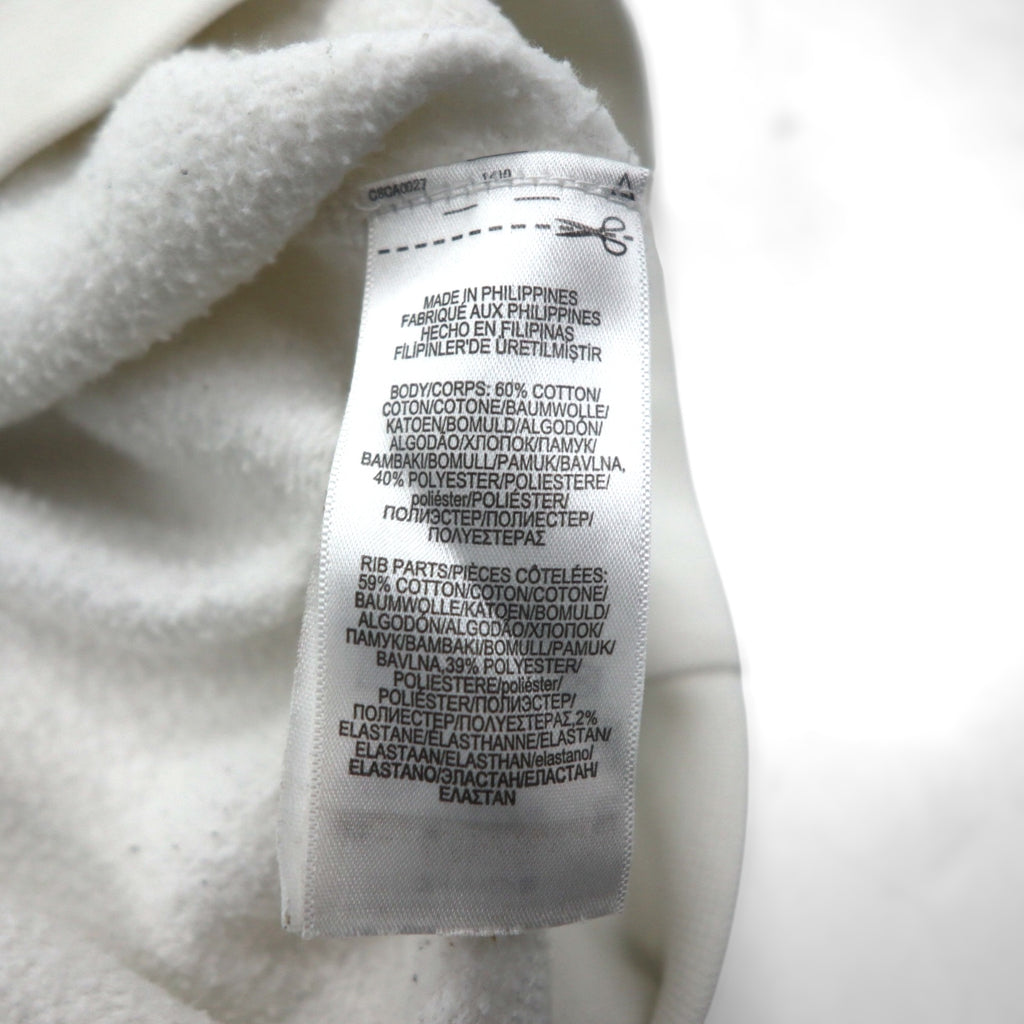 CSCA0027
MADE IN PHILIPPINES
FABRIQUÉ AUX PHILIPPINES
HECHO EN FILIPINAS
FİLİPİNLER'DE ÜRETİLMİŞTİR
BODY/CORPS: 60% COTTON/
COTON/COTONE/BAUMWOLLE/
KATOEN/BOMULD/ALGODÓN/
ALGODÃO/ХЛОПОК/ПАМУК/
BAMBAKI/BOMULL/PAMUK/BAVLNA,
40% POLYESTER/POLIESTERE/
poliéster/POLIÉSTER/
ПОЛИЭСТЕР/ПОЛИЕСТЕР/
ΠΟΛΥΕΣΤΕΡΑΣ
RIB PARTS/PIÈCES CÔTELÉES:
59% COTTON/COTON/COTONE/
BAUMWOLLE/KATOEN/BOMULD/
ALGODÓN/ALGODÃO/ХЛОПОК/
ПАМУК/BAMBAKI/BOMULL/PAMUK/
BAVLNA,39% POLYESTER/
POLIESTERE/poliéster/
POLIÉSTER/ПОЛИЭСТЕР/
ПОЛИЕСТЕР/ΠΟΛΥΕΣΤΕΡΑΣ,2%
ELASTANE/ÉLASTHANNE/ELASTAN/
ELASTAAN/ELASTHAN/elastano/
ELASTANO/ЭЛАСТАН/ЕЛАСТАН/
ΕΛΑΣΤΑΝ